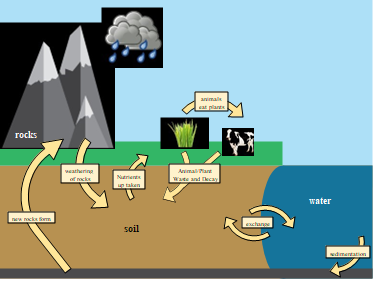 animals
eat plants
rocks
weathering
of rocks
Nutrients
up taken
Animal/Plant
Waste and Decay
water
new rocks form
soil
exchange
sedimentation